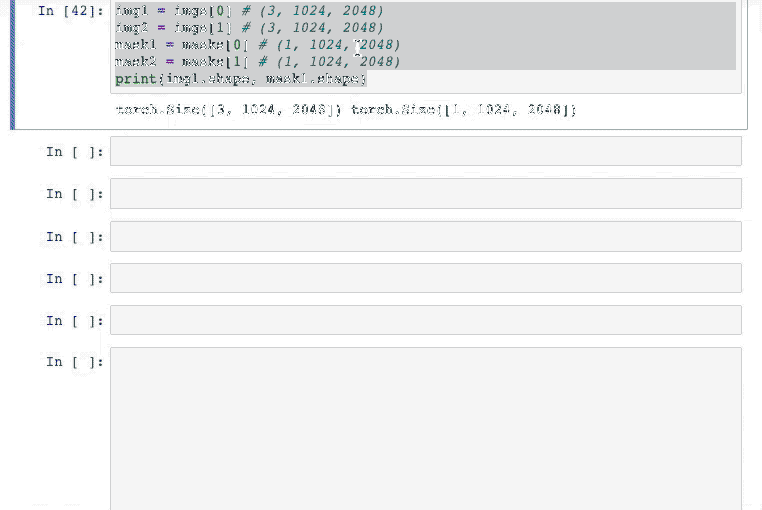 In [42]: img1 = imgs[0] # (3, 1024, 2048)
img2 = imgs[1] # (3, 1024, 2048)
mask1 = masks[0] # (1, 1024, 2048)
mask2 = masks[1] # (1, 1024, 2048)
print(img1.shape, mask1.shape)
torch.Size([3, 1024, 2048]) torch.Size([1, 1024, 2048])
In [ ]:
In [ ]:
In [ ]:
In [ ]:
In [ ]:
In [ ]: